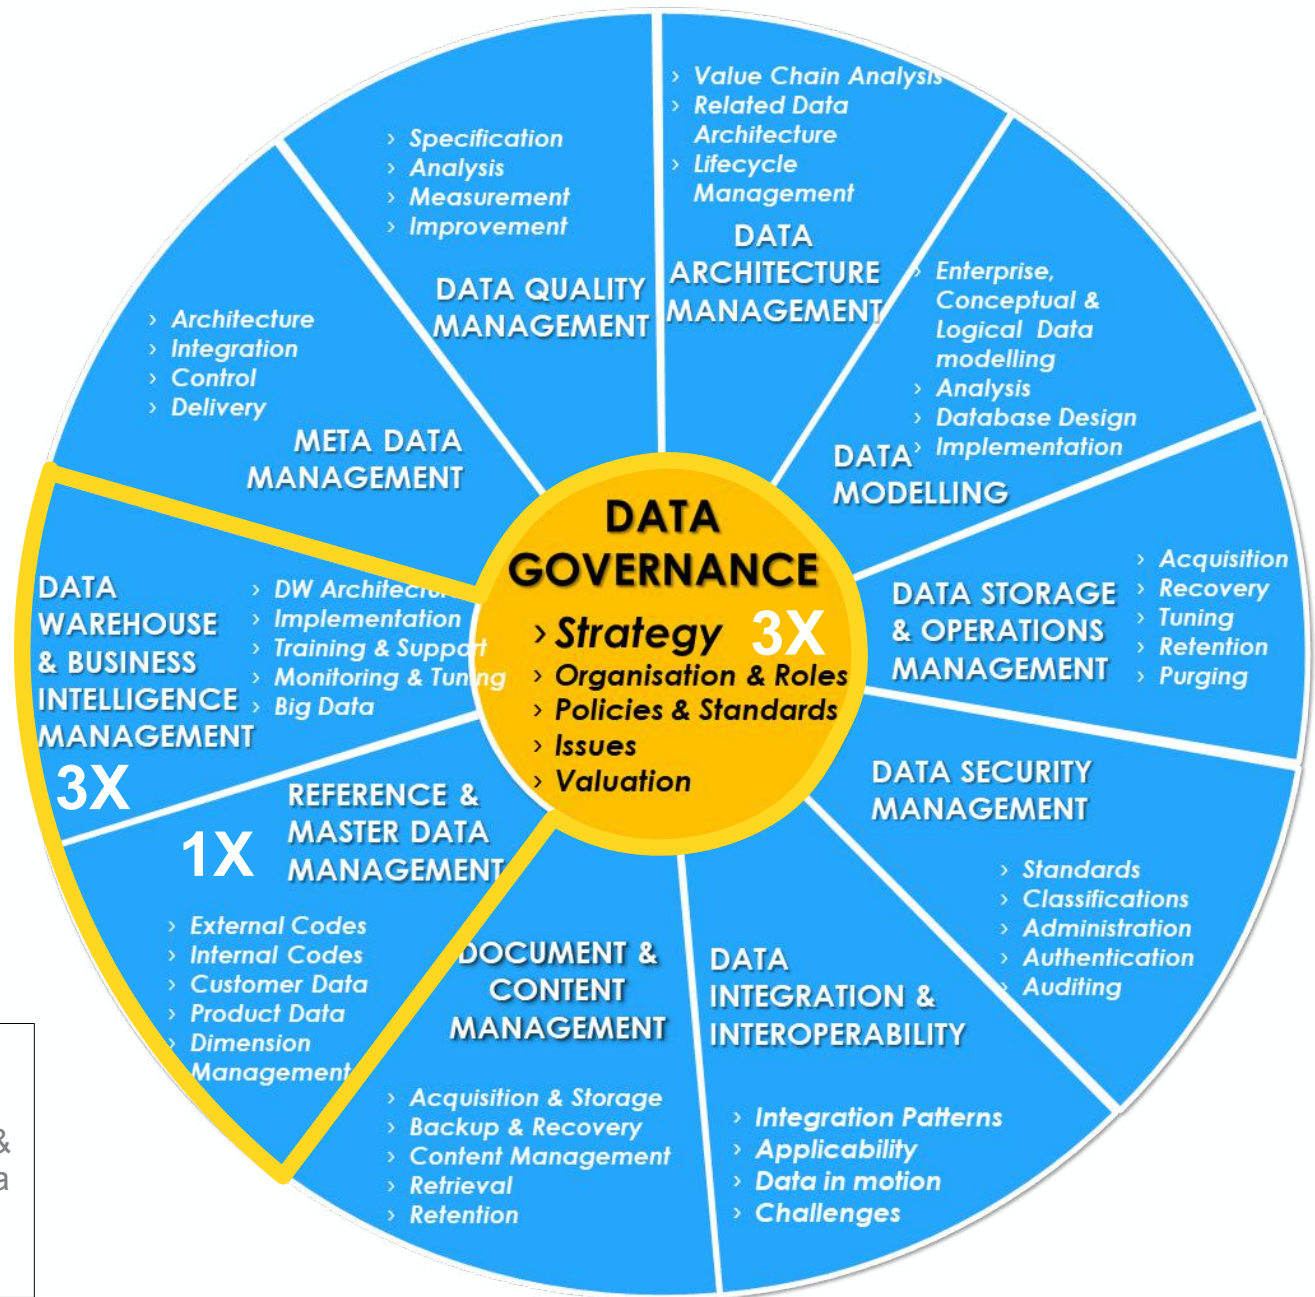 › Value Chain Analysis
› Related Data
Architecture
› Lifecycle
Management
DATA
ARCHITECTURE
MANAGEMENT
› Specification
› Analysis
› Measurement
› Improvement
DATA QUALITY
MANAGEMENT
› Enterprise,
Conceptual &
Logical Data
modelling
› Analysis
› Database Design
› Implementation
DATA
MODELLING
› Architecture
› Integration
› Control
› Delivery
META DATA
MANAGEMENT
DATA
GOVERNANCE
› Strategy
3X
› Organisation & Roles
› Policies & Standards
› Issues
› Valuation
DATA STORAGE
& OPERATIONS
MANAGEMENT
› Acquisition
› Recovery
› Tuning
› Retention
› Purging
DATA
WAREHOUSE
& BUSINESS
INTELLIGENCE
MANAGEMENT
3X
› DW Architecture
› Implementation
› Training & Support
› Monitoring & Tuning
› Big Data
DATA SECURITY
MANAGEMENT
› Standards
› Classifications
› Administration
› Authentication
› Auditing
REFERENCE &
MASTER DATA
MANAGEMENT
1X
› External Codes
› Internal Codes
› Customer Data
› Product Data
› Dimension
Management
DOCUMENT &
CONTENT
MANAGEMENT
› Acquisition & Storage
› Backup & Recovery
› Content Management
› Retrieval
› Retention
DATA
INTEGRATION &
INTEROPERABILITY
› Integration Patterns
› Applicability
› Data in motion
› Challenges
&
a